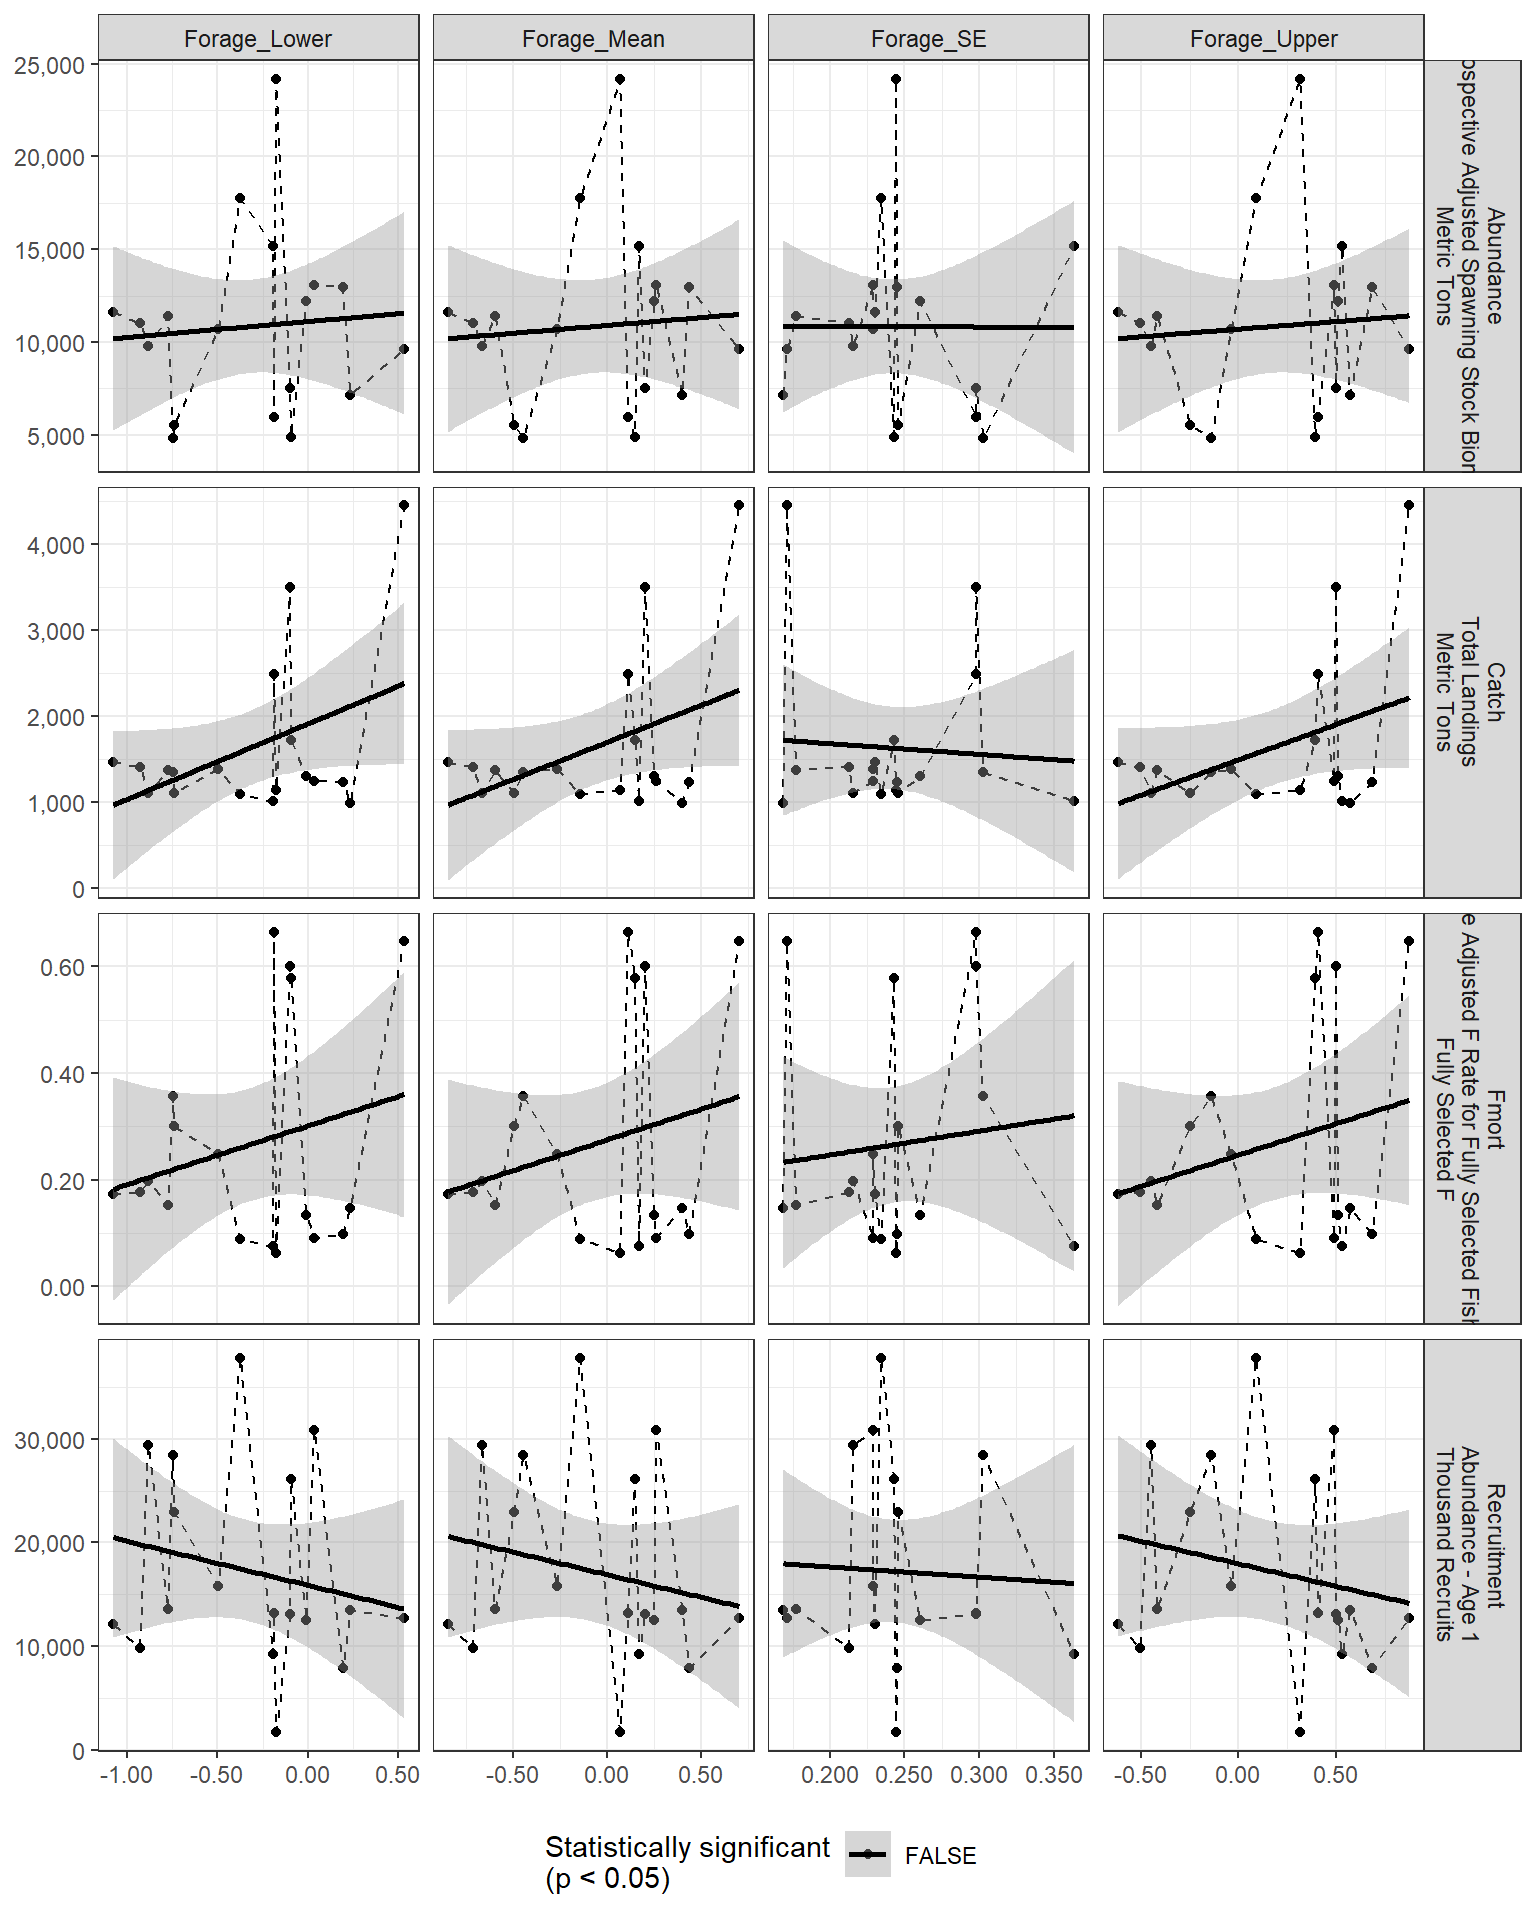 Forage_Lower
Forage_Mean
Forage_SE
Forage_Upper
25,000
20,000
15,000
10,000
5,000
Abundance
Adjusted Spawning Stock
Metric Tons
4,000
3,000
2,000
1,000
0
Catch
Total Landings
Metric Tons
0.60
0.40
0.20
0.00
Fmort
Adjusted F Rate for Fully Selected
Fully Selected F
30,000
20,000
10,000
0
Recruitment
Abundance - Age 1
Thousand Recruits
-1.00
-0.50
0.00
0.50
-0.50
0.00
0.50
0.200
0.250
0.300
0.350
-0.50
0.00
0.50
Statistically significant
(p < 0.05)
FALSE